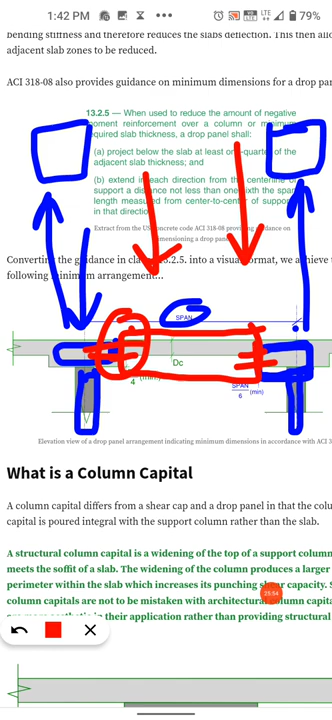 1:42 PM
LTE
79%
bending stiffness and therefore reduces the slabs deflection. This then allo
adjacent slab zones to be reduced.
ACI 318-08 also provides guidance on minimum dimensions for a drop par
13.2.5 — When used to reduce the amount of negative
moment reinforcement over a column or minimum
required slab thickness, a drop panel shall:
(a) project below the slab at least one-quarter of the
adjacent slab thickness; and
(b) extend in each direction from the centerline of
support a distance not less than one-sixth the span
length measured from center-to-center of supports
in that direction
Extract from the US concrete code ACI 318-08 providing guidance on
dimensioning a drop panel
Converting the guidance in clause 13.2.5. into a visual format, we achieve t
following minimum arrangement...
SPAN
Dc
4 (min)
SPAN
6 (min)
Elevation view of a drop panel arrangement indicating minimum dimensions in accordance with ACI 3
What is a Column Capital
A column capital differs from a shear cap and a drop panel in that the colu
capital is poured integral with the support column rather than the slab.
A structural column capital is a widening of the top of a support column
meets the soffit of a slab. The widening of the column produces a larger
perimeter within the slab which increases its punching shear capacity. S
column capitals are not to be mistaken with architectural column capita
in their application rather than providing structural
25:54